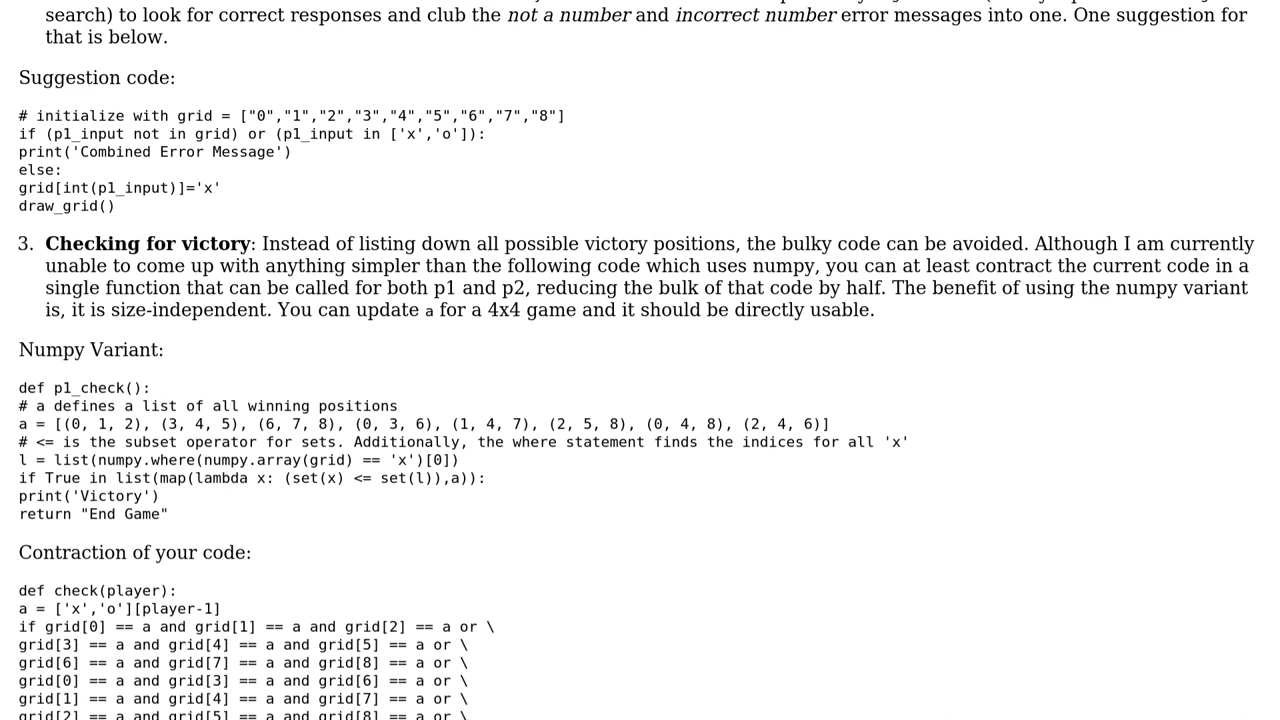 search) to look for correct responses and club the not a number and incorrect number error messages into one. One suggestion for
that is below.
Suggestion code:
# initialize with grid = ["0","1","2","3","4","5","6","7","8"]
if (p1_input not in grid) or (p1_input in ['x','o']):
print('Combined Error Message')
else:
grid[int(p1_input)]='x'
draw_grid()
3. Checking for victory: Instead of listing down all possible victory positions, the bulky code can be avoided. Although I am currently
unable to come up with anything simpler than the following code which uses numpy, you can at least contract the current code in a
single function that can be called for both p1 and p2, reducing the bulk of that code by half. The benefit of using the numpy variant
is, it is size-independent. You can update a for a 4x4 game and it should be directly usable.
Numpy Variant:
def p1_check():
# a defines a list of all winning positions
a = [(0, 1, 2), (3, 4, 5), (6, 7, 8), (0, 3, 6), (1, 4, 7), (2, 5, 8), (0, 4, 8), (2, 4, 6)]
# <= is the subset operator for sets. Additionally, the where statement finds the indices for all 'x'
l = list(numpy.where(numpy.array(grid) == 'x')[0])
if True in list(map(lambda x: (set(x) <= set(l)),a)):
print('Victory')
return "End Game"
Contraction of your code:
def check(player):
a = ['x','o'][player-1]
if grid[0] == a and grid[1] == a and grid[2] == a or \
grid[3] == a and grid[4] == a and grid[5] == a or \
grid[6] == a and grid[7] == a and grid[8] == a or \
grid[0] == a and grid[3] == a and grid[6] == a or \
grid[1] == a and grid[4] == a and grid[7] == a or \
grid[2] == a and grid[5] == a and grid[8] == a or \